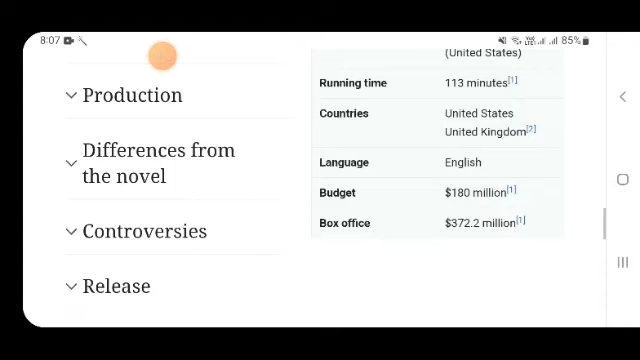 8:07
85%
Production
Differences from
the novel
Controversies
Release
(United States)
Running time 113 minutes[1]
Countries United States
United Kingdom[2]
Language English
Budget $180 million[1]
Box office $372.2 million[1]